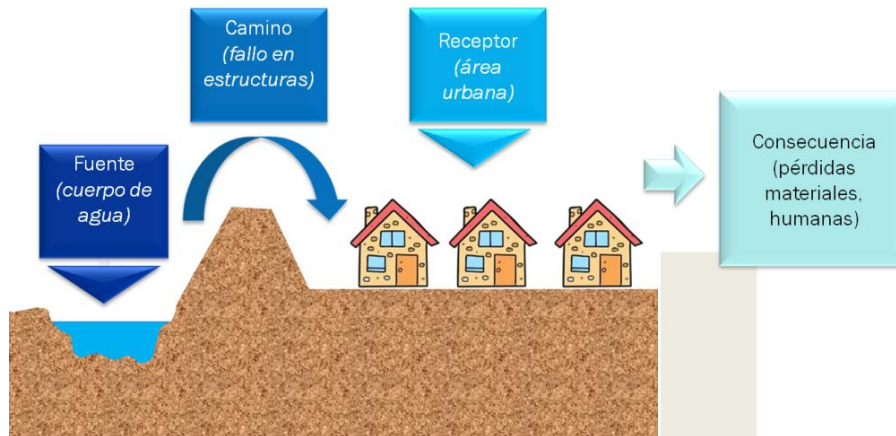 Fuente
(cuerpo de
agua)
Camino
(fallo en
estructuras)
Receptor
(área
urbana)
Consecuencia
(pérdidas
materiales,
humanas)